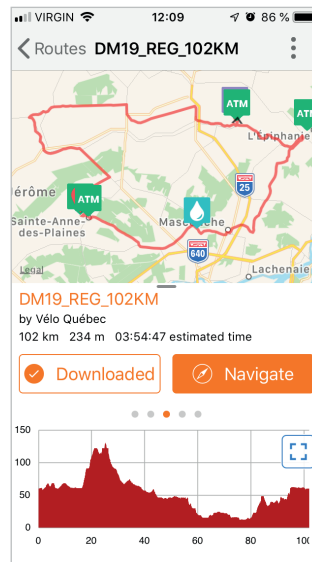 VIRGIN 12:09 86 %
Routes DM19_REG_102KM
ATM
ATM
L'Épiphanie
25
érôme
ATM
Sainte-Anne-
des-Plaines
Mascouche
640
Lachenaie
Legal
DM19_REG_102KM
by Vélo Québec
102 km 234 m 03:54:47 estimated time
Downloaded
Navigate
150
100
50
0
0 20 40 60 80 100